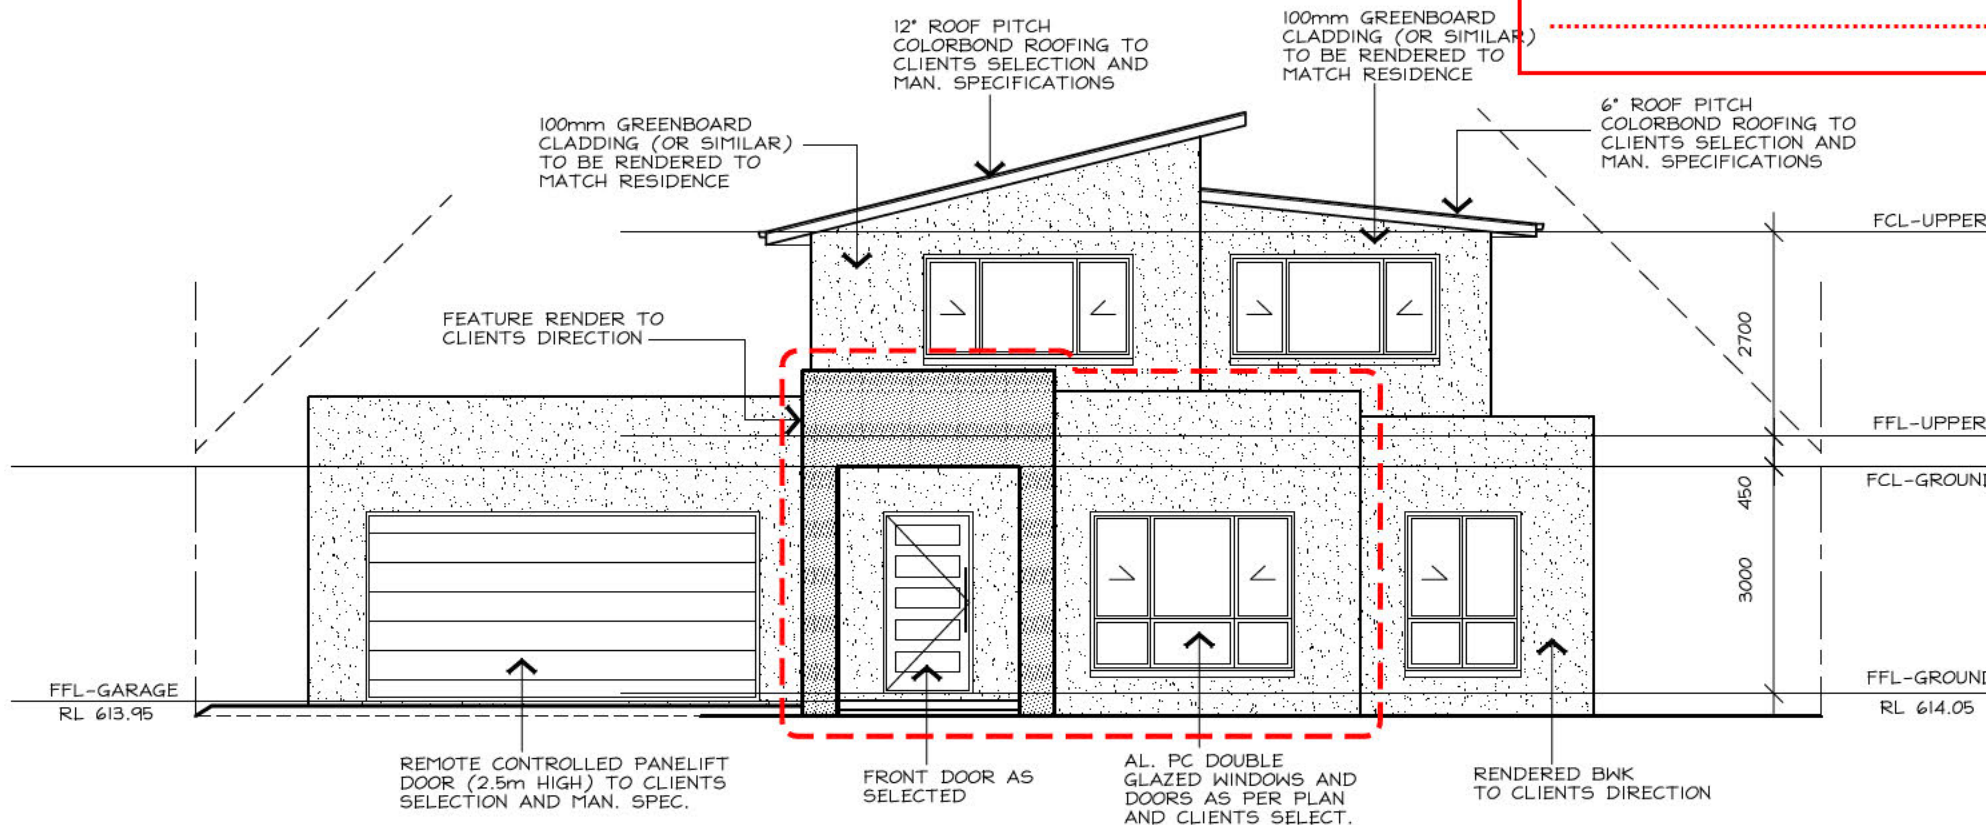 12° ROOF PITCH
COLORBOND ROOFING TO
CLIENTS SELECTION AND
MAN. SPECIFICATIONS
100mm GREENBOARD
CLADDING (OR SIMILAR)
TO BE RENDERED TO
MATCH RESIDENCE
6° ROOF PITCH
COLORBOND ROOFING TO
CLIENTS SELECTION AND
MAN. SPECIFICATIONS
100mm GREENBOARD
CLADDING (OR SIMILAR)
TO BE RENDERED TO
MATCH RESIDENCE
FCL-UPPER
2700
FEATURE RENDER TO
CLIENTS DIRECTION
FFL-UPPER
450
FCL-GROUND
3000
FFL-GARAGE
RL 613.95
FFL-GROUND
RL 614.05
REMOTE CONTROLLED PANELIFT
DOOR (2.5m HIGH) TO CLIENTS
SELECTION AND MAN. SPEC.
FRONT DOOR AS
SELECTED
AL. PC DOUBLE
GLAZED WINDOWS AND
DOORS AS PER PLAN
AND CLIENTS SELECT.
RENDERED BWK
TO CLIENTS DIRECTION